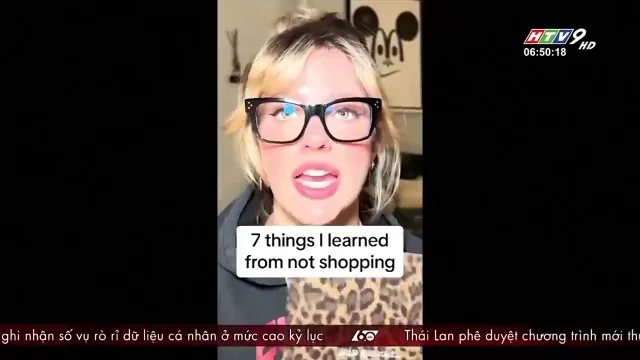 HTV9 HD
06:50:18
7 things I learned
from not shopping
ghi nhận số vụ rò rỉ dữ liệu cá nhân ở mức cao kỷ lục 60 Thái Lan phê duyệt chương trình mới